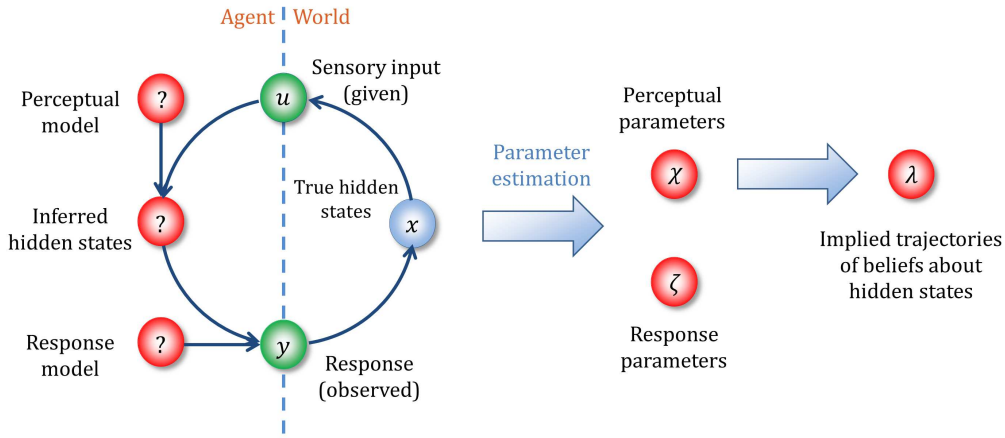 Agent World
Sensory input
(given)
u
?
Perceptual
model
True hidden
states
x
Inferred
hidden states
?
Response
model
?
y
Response
(observed)
Parameter
estimation
Perceptual
parameters
χ
ζ
Response
parameters
λ
Implied trajectories
of beliefs about
hidden states